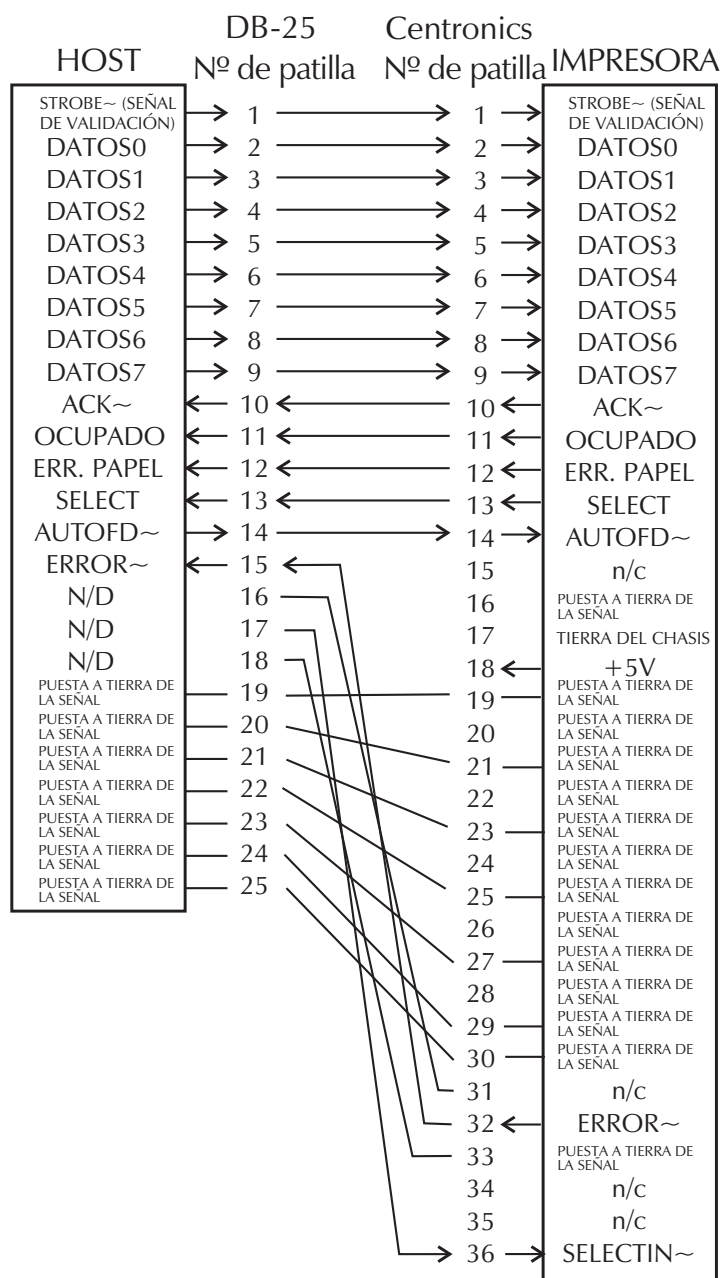 DB-25 Centronics
HOST Nº de patilla Nº de patilla IMPRESORA
STROBE~ (SEÑAL DE VALIDACIÓN) 1 1 STROBE~ (SEÑAL DE VALIDACIÓN)
DATOS0 2 2 DATOS0
DATOS1 3 3 DATOS1
DATOS2 4 4 DATOS2
DATOS3 5 5 DATOS3
DATOS4 6 6 DATOS4
DATOS5 7 7 DATOS5
DATOS6 8 8 DATOS6
DATOS7 9 9 DATOS7
ACK~ 10 10 ACK~
OCUPADO 11 11 OCUPADO
ERR. PAPEL 12 12 ERR. PAPEL
SELECT 13 13 SELECT
AUTOFD~ 14 14 AUTOFD~
ERROR~ 15 15 n/c
N/D 16 16 PUESTA A TIERRA DE LA SEÑAL
N/D 17 17 TIERRA DEL CHASIS
N/D 18 18 +5V
PUESTA A TIERRA DE LA SEÑAL 19 19 PUESTA A TIERRA DE LA SEÑAL
PUESTA A TIERRA DE LA SEÑAL 20 20 PUESTA A TIERRA DE LA SEÑAL
PUESTA A TIERRA DE LA SEÑAL 21 21 PUESTA A TIERRA DE LA SEÑAL
PUESTA A TIERRA DE LA SEÑAL 22 22 PUESTA A TIERRA DE LA SEÑAL
PUESTA A TIERRA DE LA SEÑAL 23 23 PUESTA A TIERRA DE LA SEÑAL
PUESTA A TIERRA DE LA SEÑAL 24 24 PUESTA A TIERRA DE LA SEÑAL
PUESTA A TIERRA DE LA SEÑAL 25 25 PUESTA A TIERRA DE LA SEÑAL
26 PUESTA A TIERRA DE LA SEÑAL
27 PUESTA A TIERRA DE LA SEÑAL
28 PUESTA A TIERRA DE LA SEÑAL
29 PUESTA A TIERRA DE LA SEÑAL
30 PUESTA A TIERRA DE LA SEÑAL
31 n/c
32 ERROR~
33 PUESTA A TIERRA DE LA SEÑAL
34 n/c
35 n/c
36 SELECTIN~